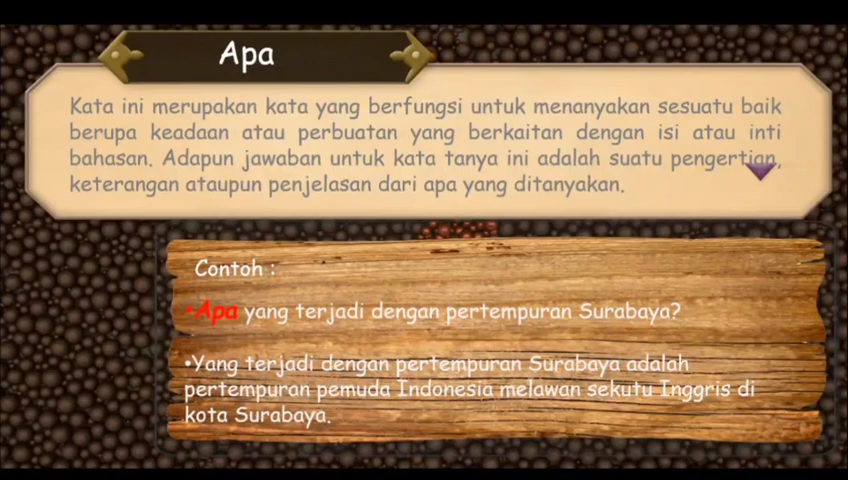 Apa
Kata ini merupakan kata yang berfungsi untuk menanyakan sesuatu baik
berupa keadaan atau perbuatan yang berkaitan dengan isi atau inti
bahasan. Adapun jawaban untuk kata tanya ini adalah suatu pengertian,
keterangan ataupun penjelasan dari apa yang ditanyakan.
Contoh :
•Apa yang terjadi dengan pertempuran Surabaya?
•Yang terjadi dengan pertempuran Surabaya adalah
pertempuran pemuda Indonesia melawan sekutu Inggris di
kota Surabaya.